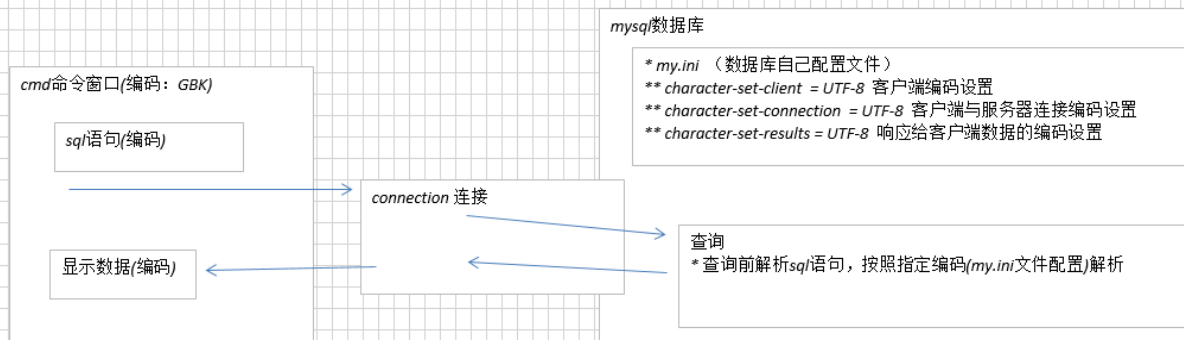 cmd命令窗口(编码：GBK)
sql语句(编码)
显示数据(编码)
connection 连接
mysql数据库
* my.ini （数据库自己配置文件）
** character-set-client = UTF-8 客户端编码设置
** character-set-connection = UTF-8 客户端与服务器连接编码设置
** character-set-results = UTF-8 响应给客户端数据的编码设置
查询
* 查询前解析sql语句，按照指定编码(my.ini文件配置)解析